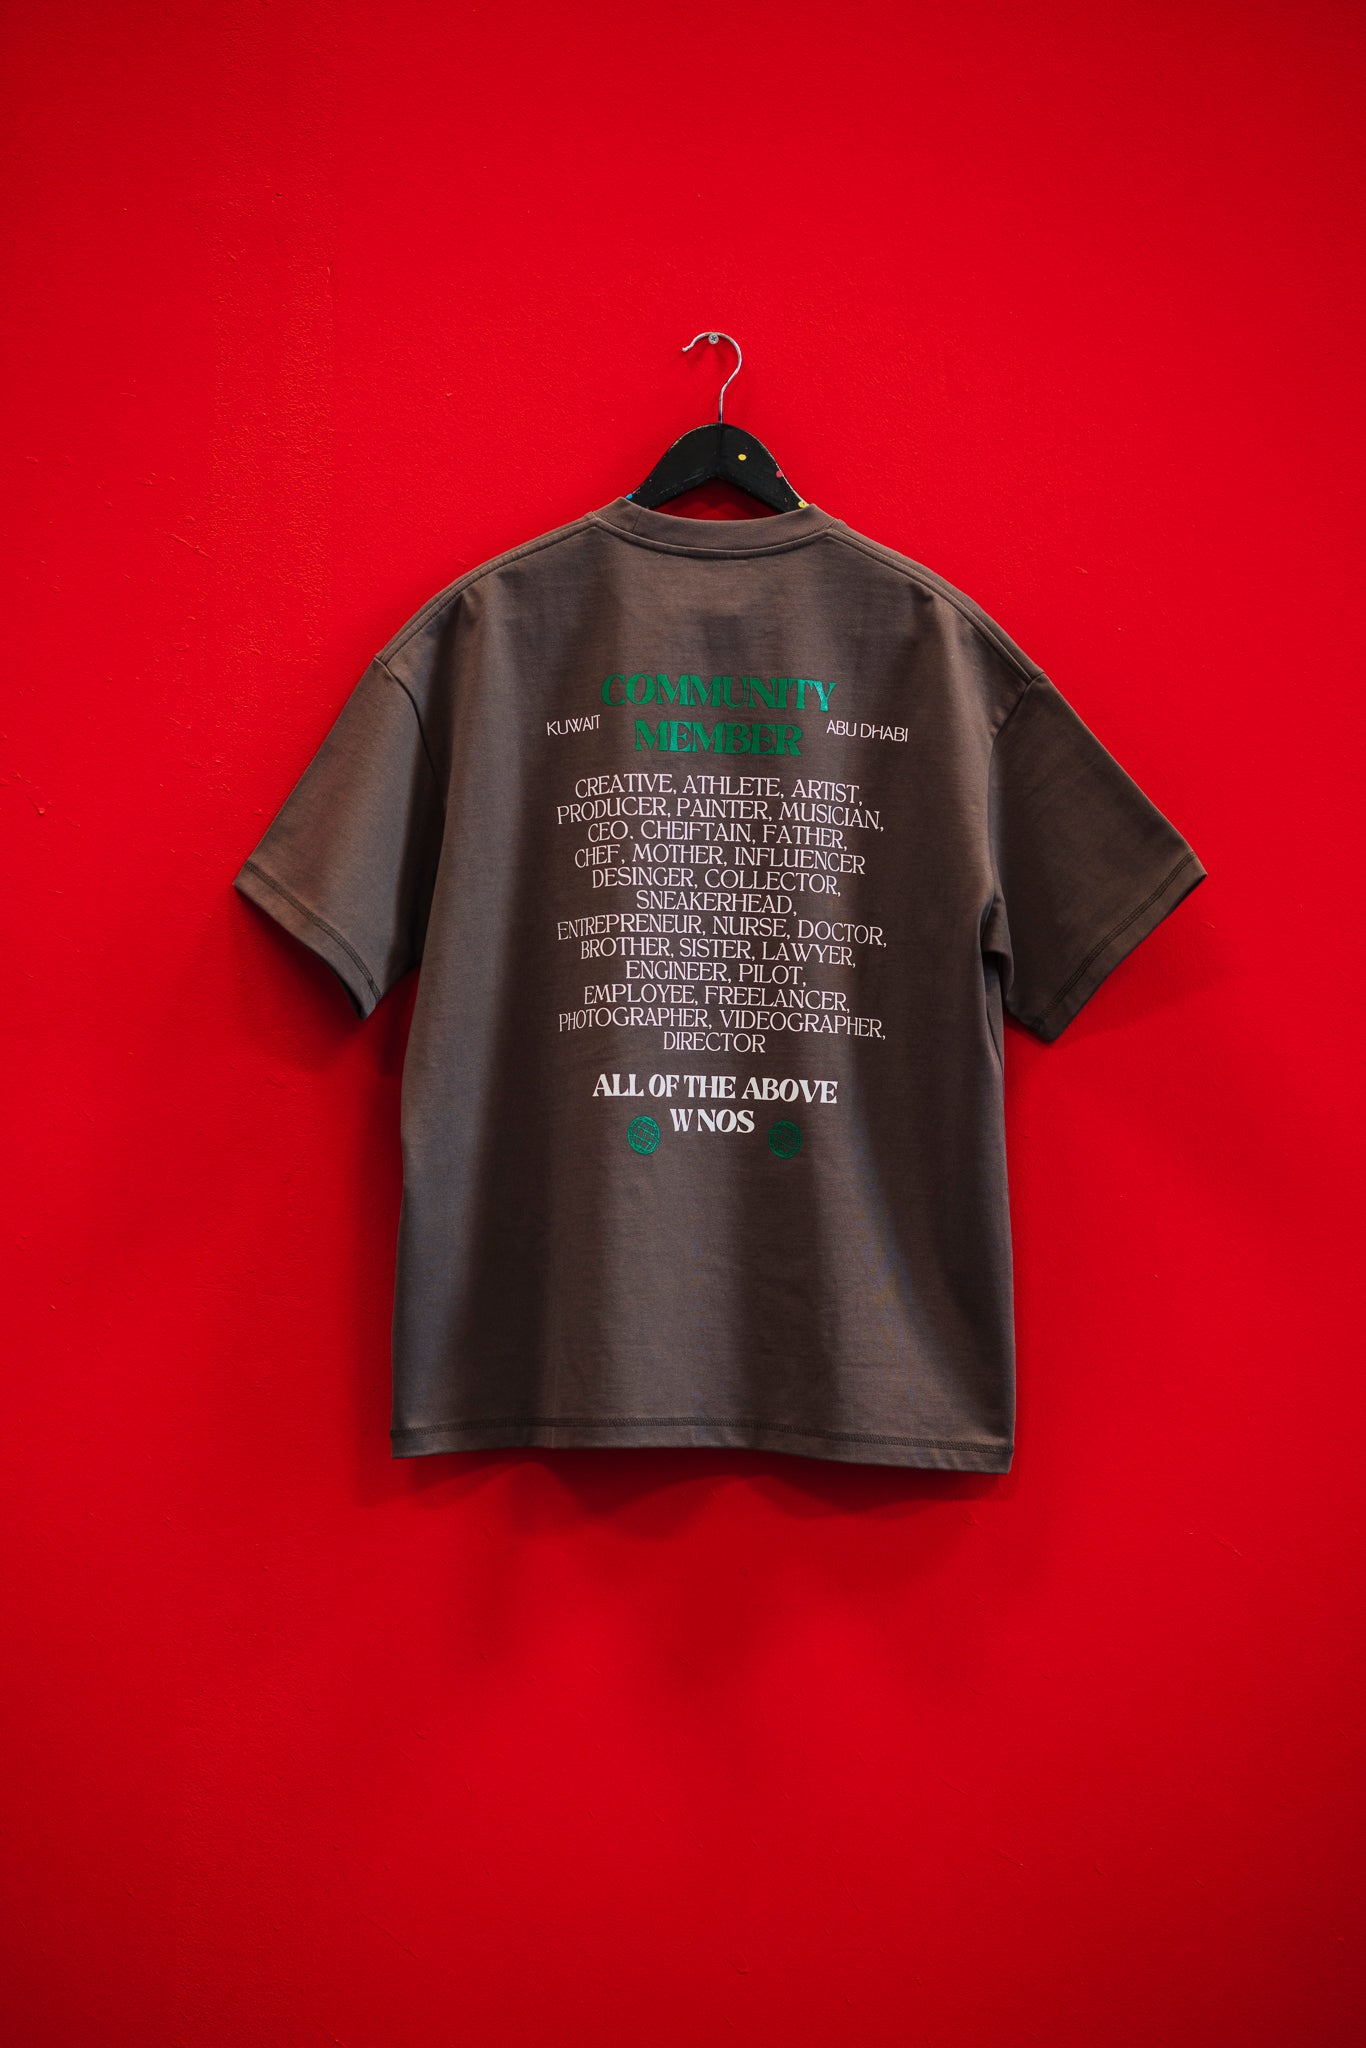 COMMUNITY
KUWAIT MEMBER ABU DHABI
CREATIVE, ATHLETE, ARTIST,
PRODUCER, PAINTER, MUSICIAN,
CEO. CHEIFTAIN, FATHER,
CHEF, MOTHER, INFLUENCER
DESINGER, COLLECTOR,
SNEAKERHEAD,
ENTREPRENEUR, NURSE, DOCTOR,
BROTHER, SISTER, LAWYER,
ENGINEER, PILOT,
EMPLOYEE, FREELANCER,
PHOTOGRAPHER, VIDEOGRAPHER,
DIRECTOR
ALL OF THE ABOVE
W NOS